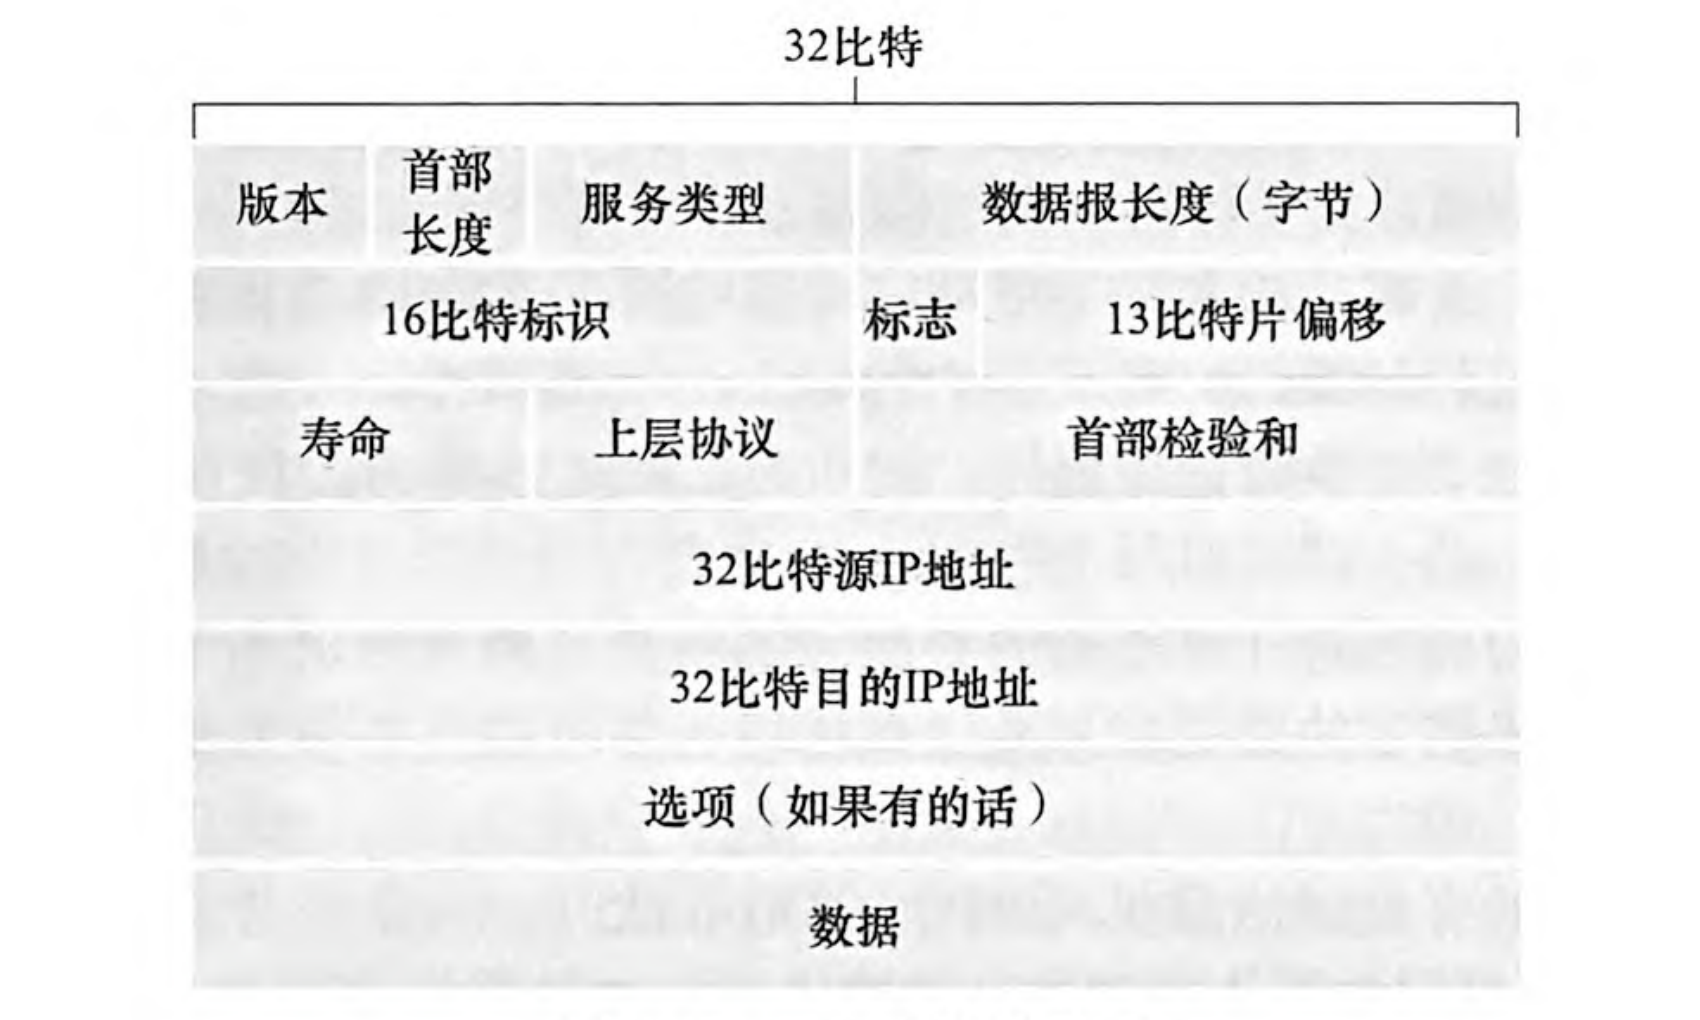 32比特
版本
首部
长度
服务类型
数据报长度（字节）
16比特标识
标志
13比特片偏移
寿命
上层协议
首部检验和
32比特源IP地址
32比特目的IP地址
选项（如果有的话）
数据